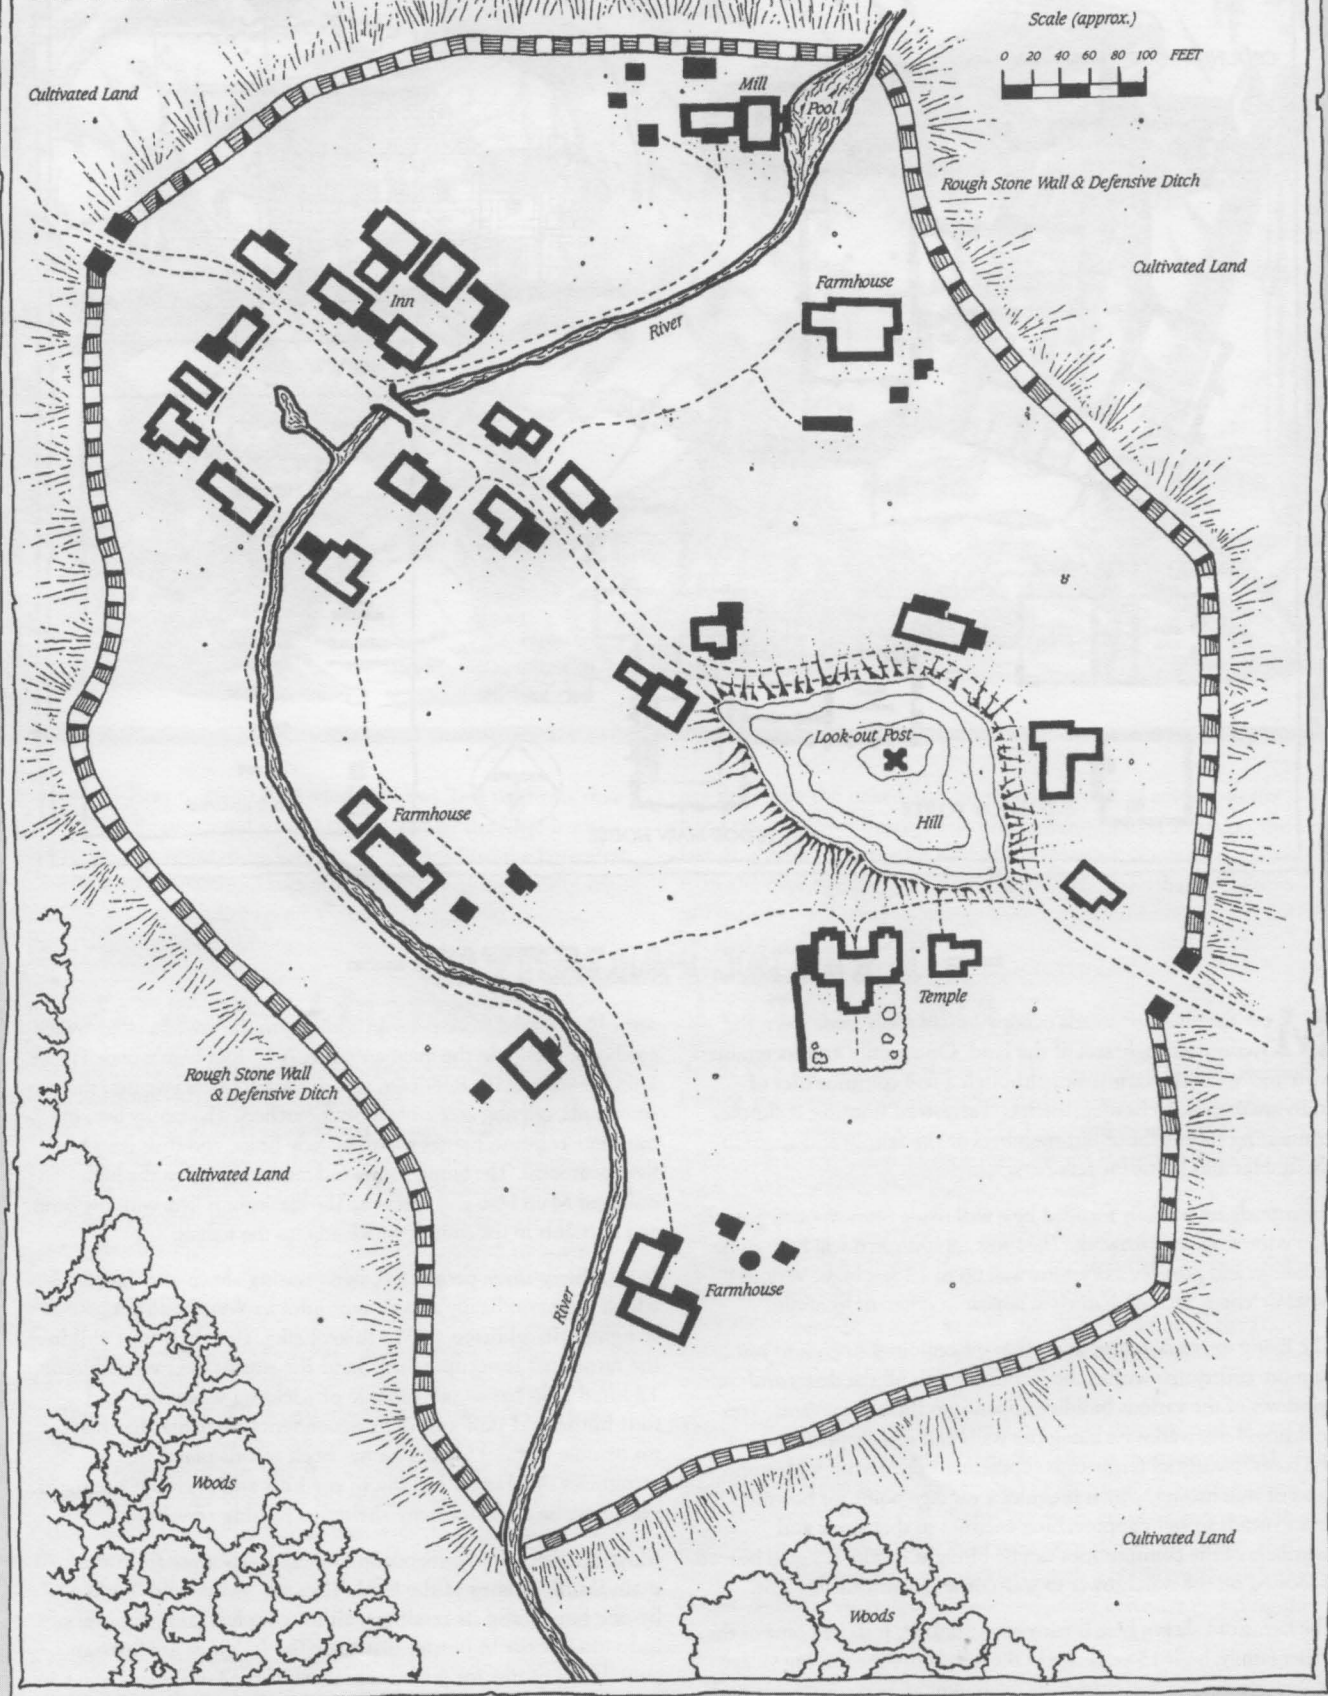 Scale (approx.)
0 20 40 60 80 100 FEET
Cultivated Land
Mill
Pool
Rough Stone Wall & Defensive Ditch
Cultivated Land
Farmhouse
Inn
River
Look-out Post
Hill
Farmhouse
Temple
Rough Stone Wall
& Defensive Ditch
Cultivated Land
Farmhouse
River
Woods
Cultivated Land
Woods